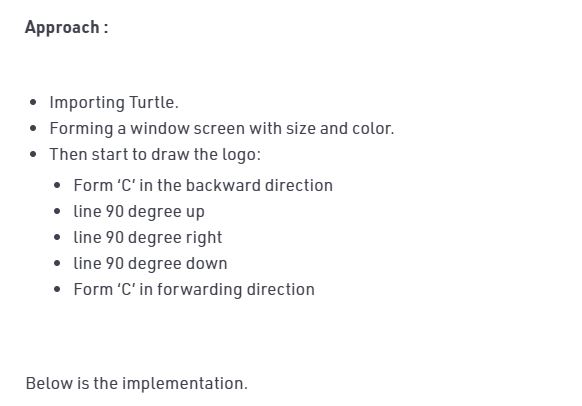 Approach :
Importing Turtle.
Forming a window screen with size and color.
Then start to draw the logo:
Form ‘C’ in the backward direction
line 90 degree up
line 90 degree right
line 90 degree down
Form ‘C’ in forwarding direction
Below is the implementation.